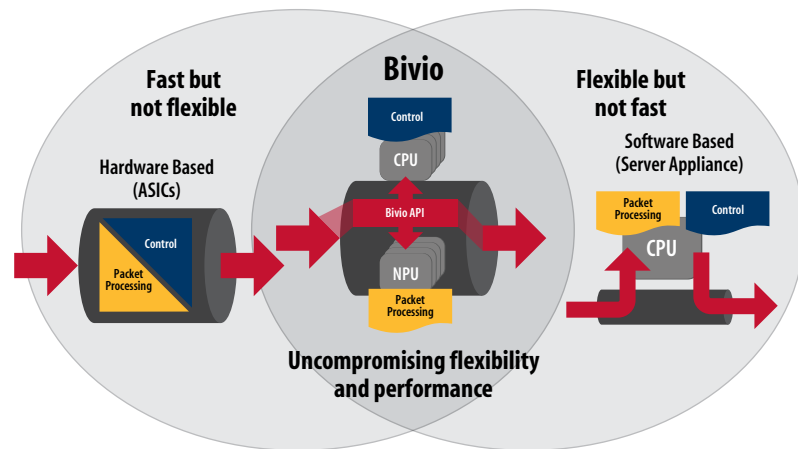 Fast but
not flexible
Hardware Based
(ASICs)
Control
Packet
Processing
Bivio
Control
CPU
Bivio API
NPU
Packet
Processing
Uncompromising flexibility
and performance
Flexible but
not fast
Software Based
(Server Appliance)
Packet
Processing
Control
CPU